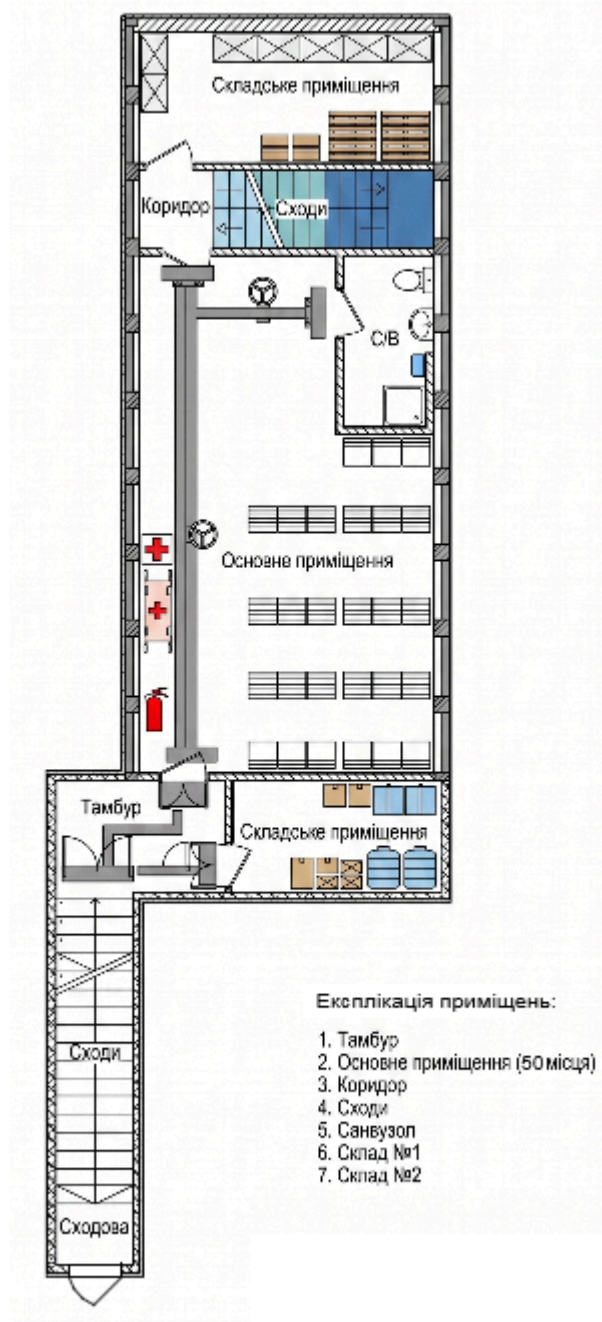 Складське приміщення
Коридор
Сходи
С/В
Основне приміщення
Тамбур
Складське приміщення
Сходи
Сходова
Експлікація приміщень:
1. Тамбур
2. Основне приміщення (50 місця)
3. Коридор
4. Сходи
5. Санвузол
6. Склад №1
7. Склад №2